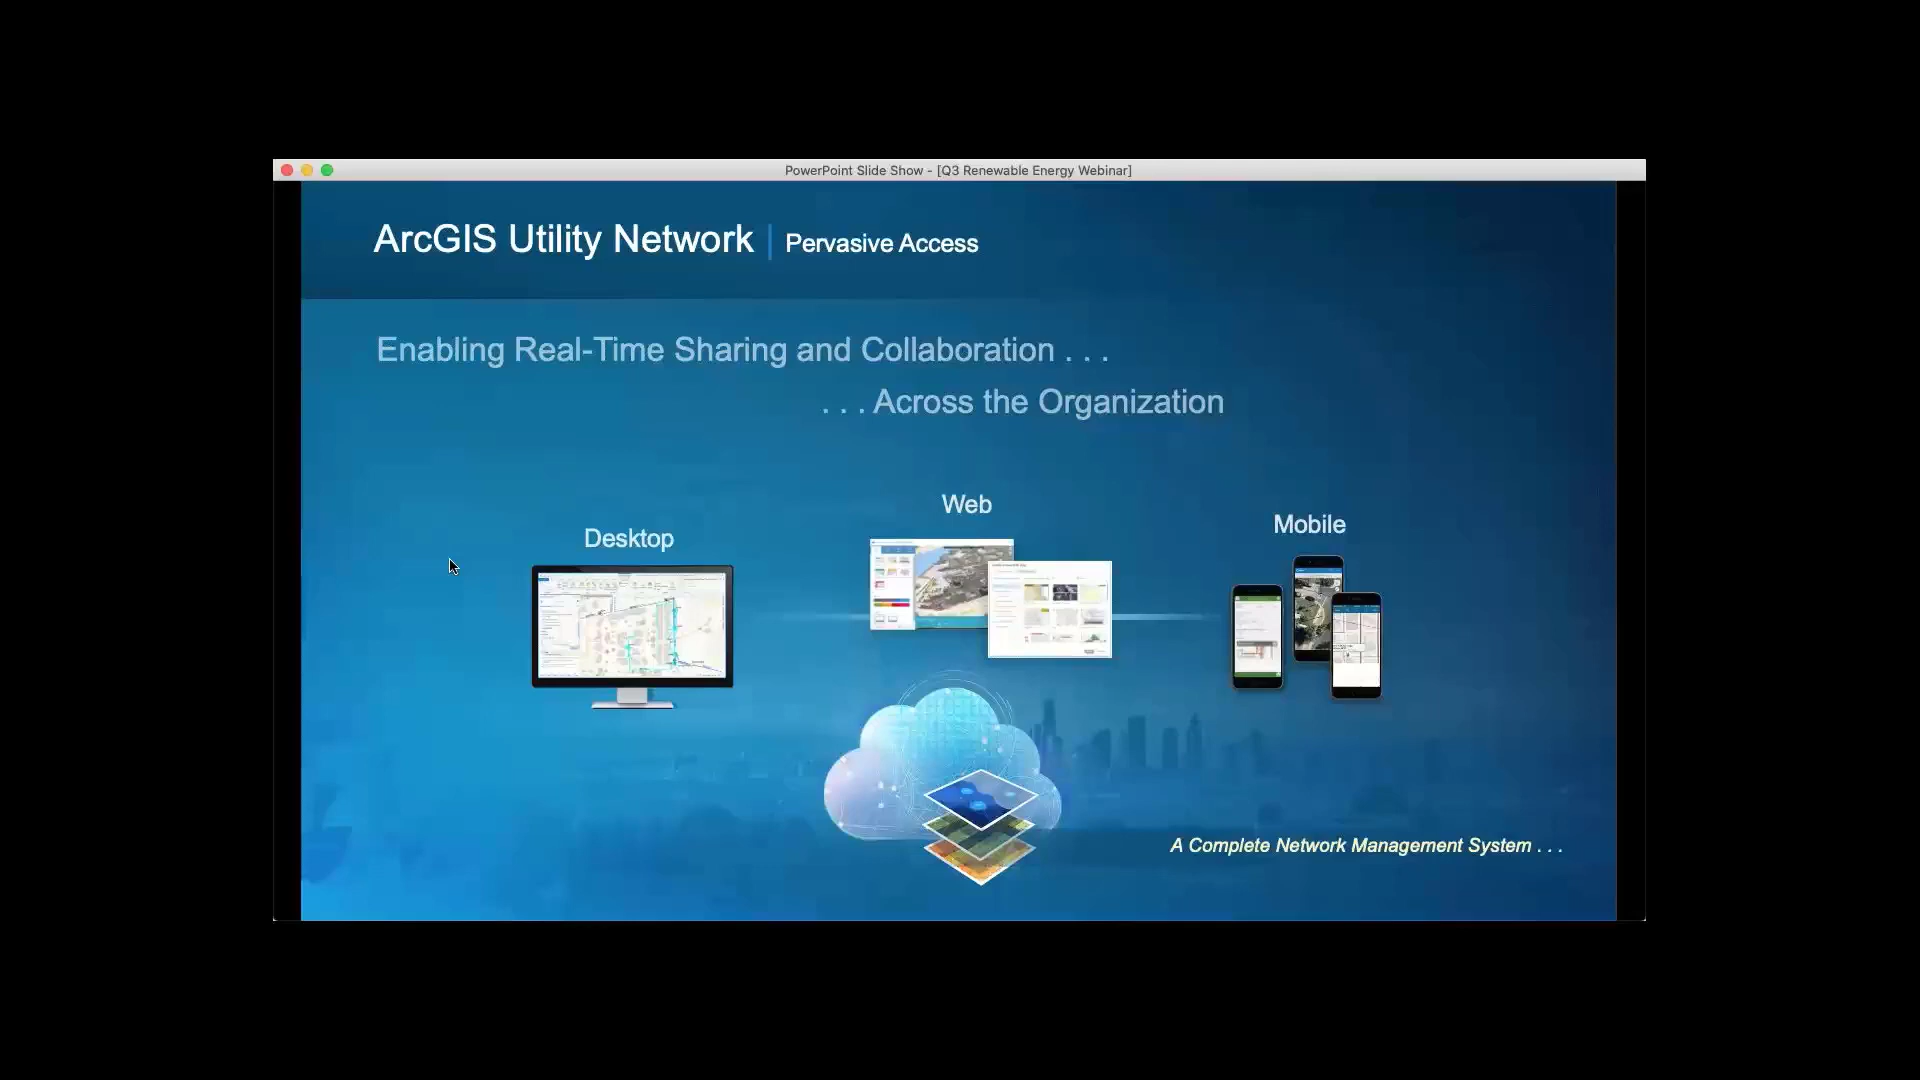 PowerPoint Slide Show - [Q3 Renewable Energy Webinar]
ArcGIS Utility Network | Pervasive Access
Enabling Real-Time Sharing and Collaboration . . .
. . . Across the Organization
Web
Mobile
Desktop
A Complete Network Management System . . .